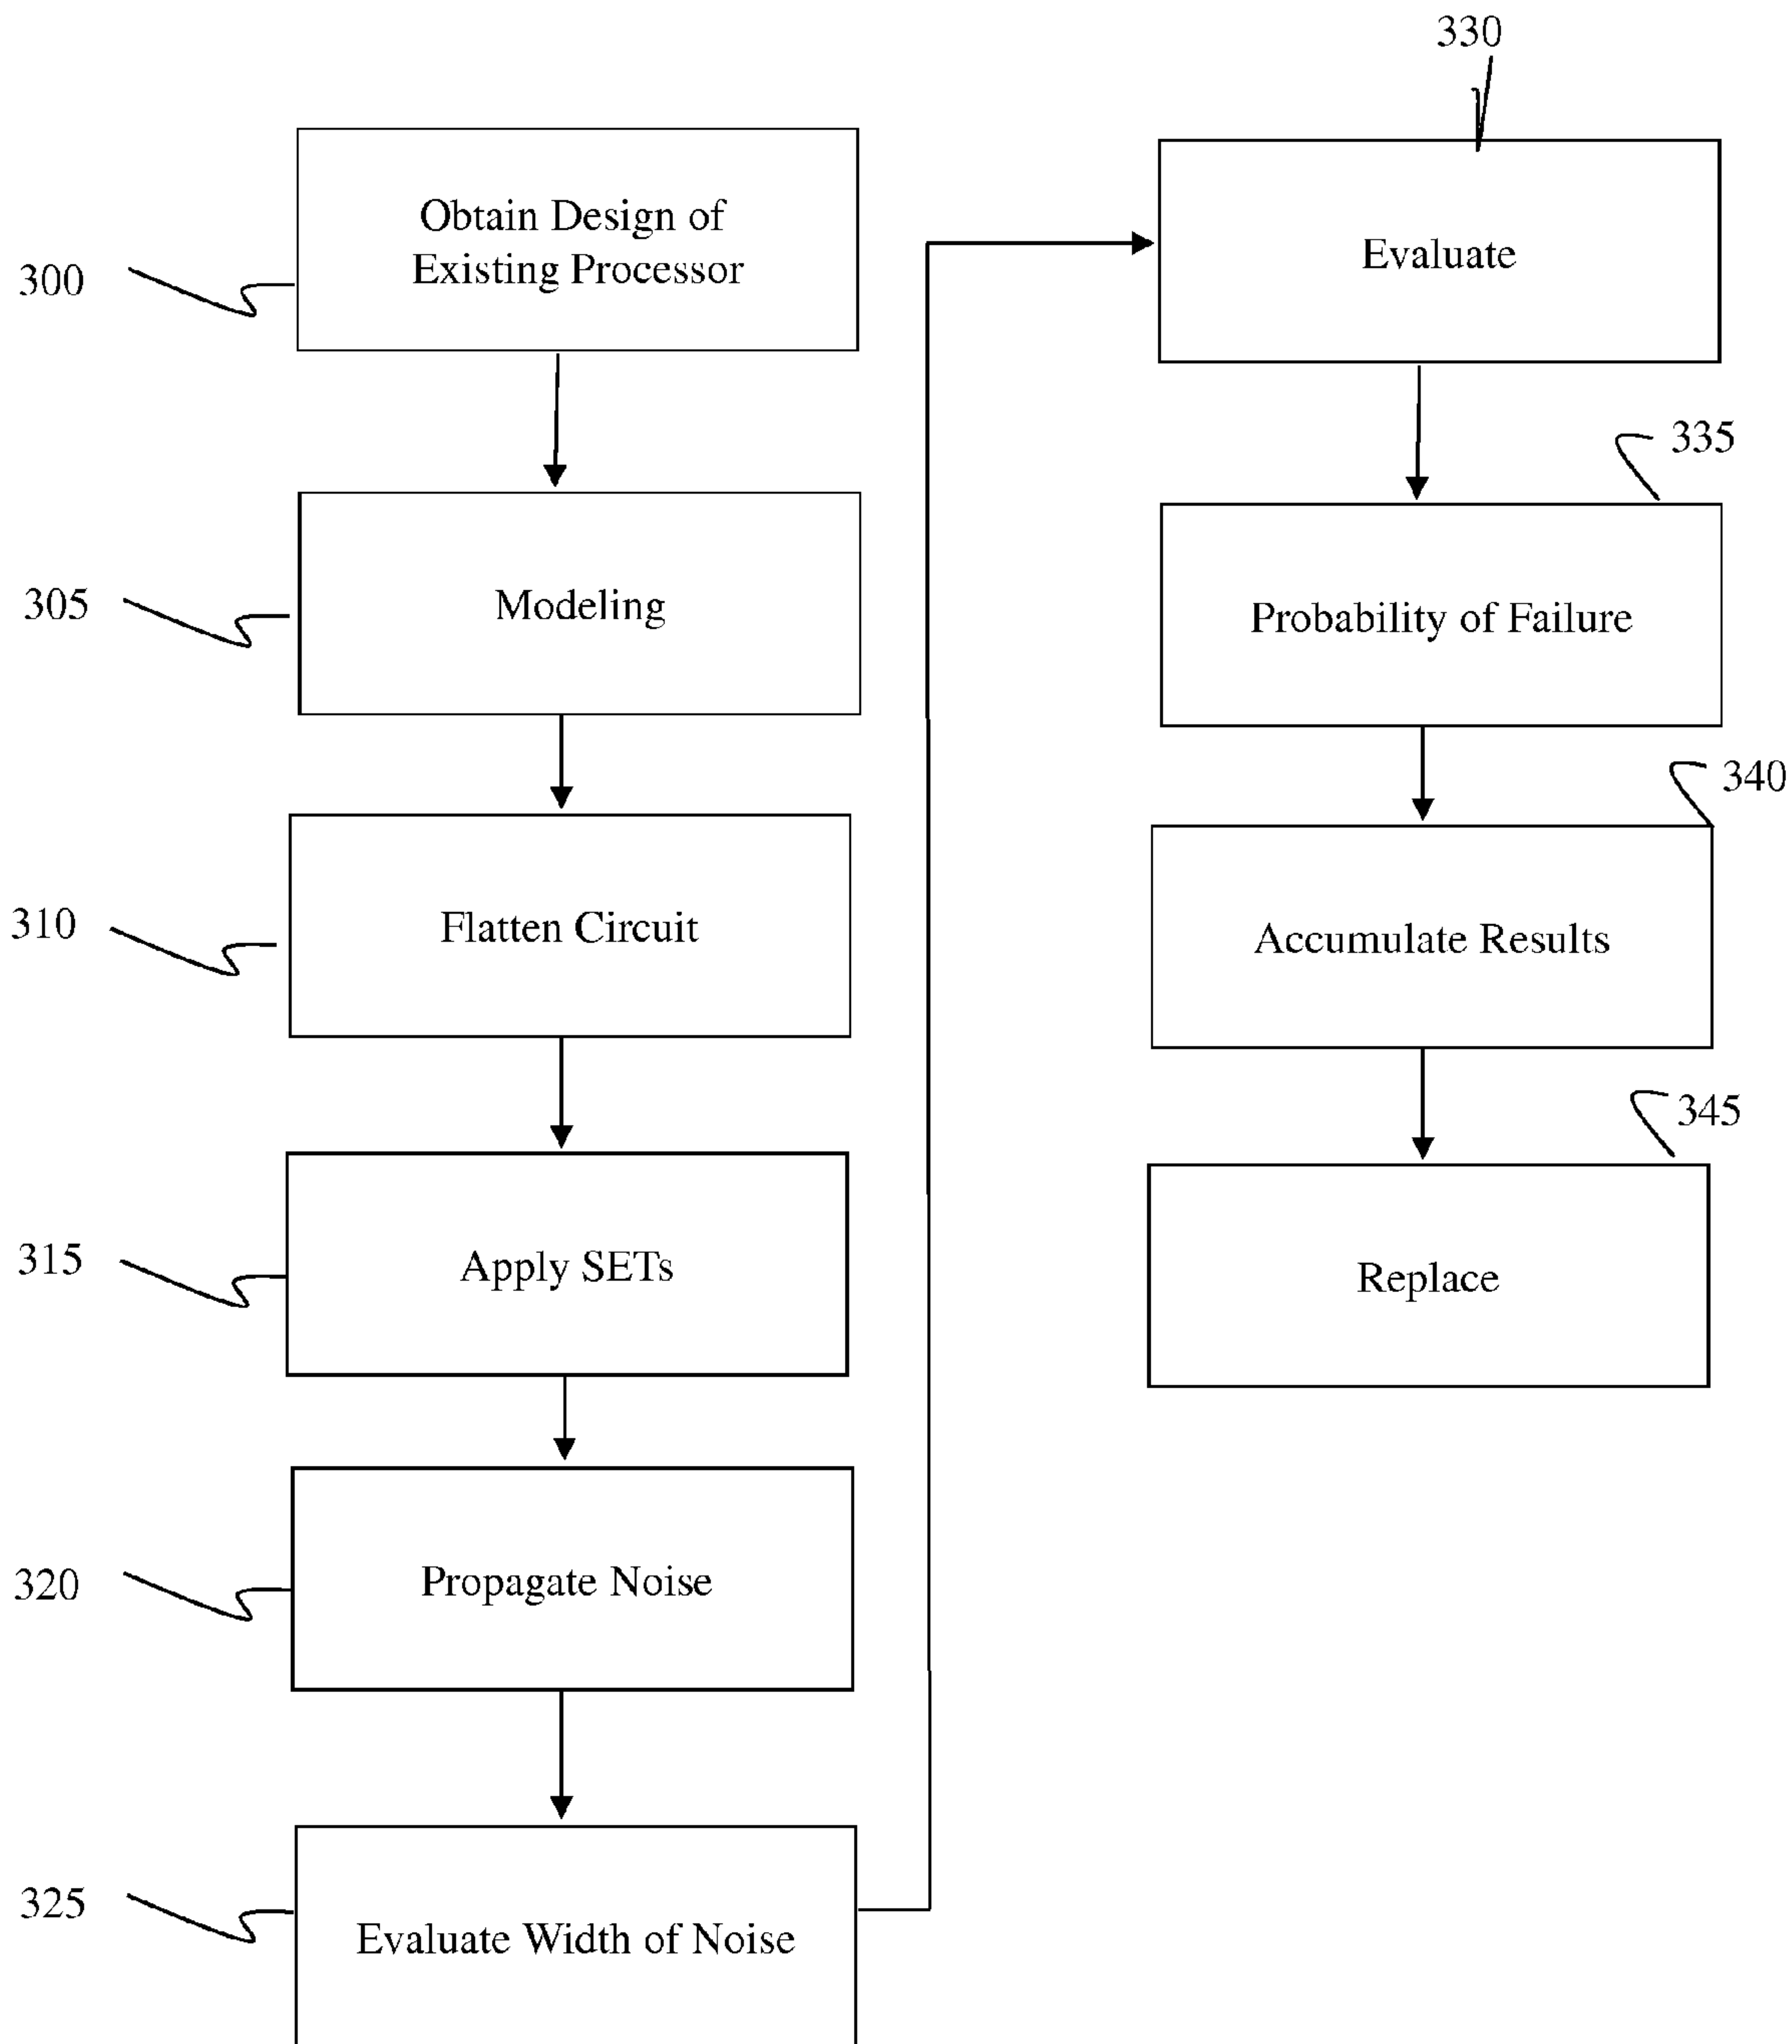 300
Obtain Design of
Existing Processor
305
Modeling
310
Flatten Circuit
315
Apply SETs
320
Propagate Noise
325
Evaluate Width of Noise
330
Evaluate
335
Probability of Failure
340
Accumulate Results
345
Replace